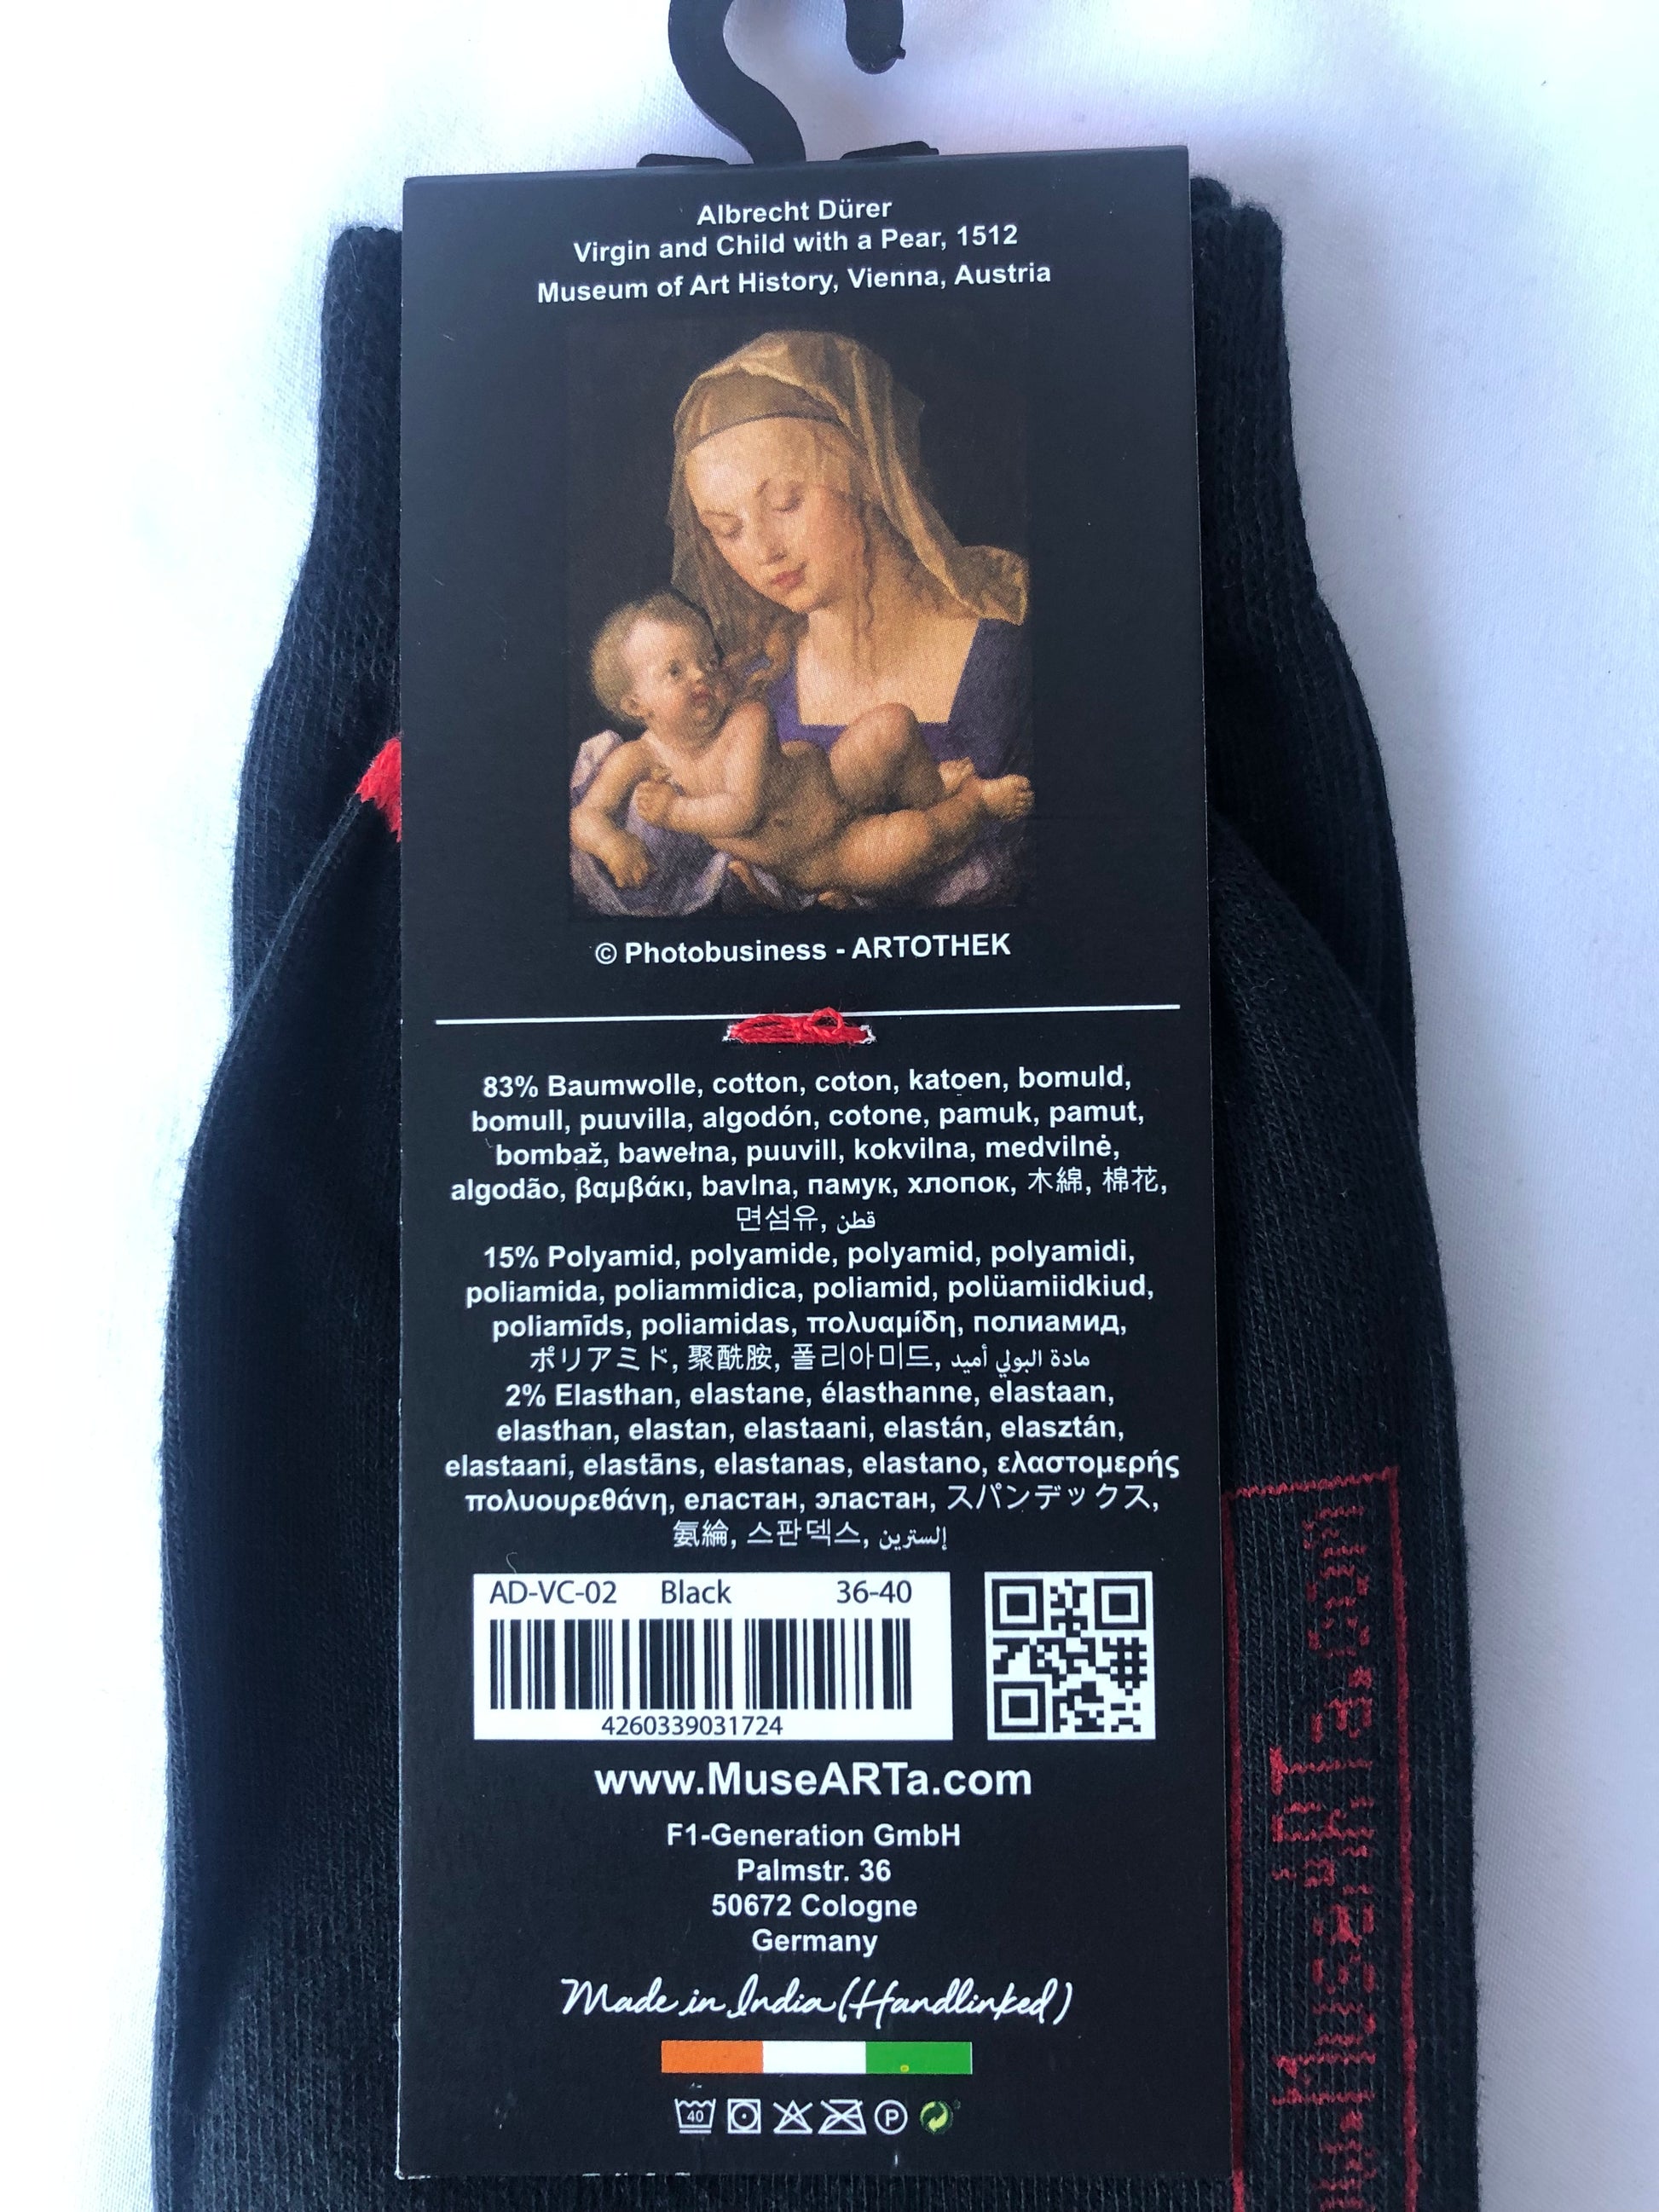 Albrecht Dürer
Virgin and Child with a Pear, 1512
Museum of Art History, Vienna, Austria
© Photobusiness - ARTOTHEK
83% Baumwolle, cotton, coton, katoen, bomuld,
bomull, puuvilla, algodón, cotone, pamuk, pamut,
bombaž, bawełna, puuvill, kokvilna, medvilnė,
algodão, βαμβάκι, bavlna, памук, хлопок, 木綿, 棉花,
면섬유, قطن
15% Polyamid, polyamide, polyamid, polyamidi,
poliamida, poliammidica, poliamid, polüamiidkiud,
poliamīds, poliamidas, πολυαμίδη, полиамид,
ポリアミド, 聚酰胺, 폴리아미드, مادة البولي أميد
2% Elasthan, elastane, élasthanne, elastaan,
elasthan, elastan, elastaani, elastán, elasztán,
elastaani, elastāns, elastanas, elastano, ελαστομερής
πολυουρεθάνη, еластан, эластан, スパンデックス,
氨綸, 스판덱스, إلسترين
AD-VC-02 Black 36-40
4260339031724
www.MuseARTa.com
F1-Generation GmbH
Palmstr. 36
50672 Cologne
Germany
Made in India (Handlinked)
40 P
www.MuseARTa.com